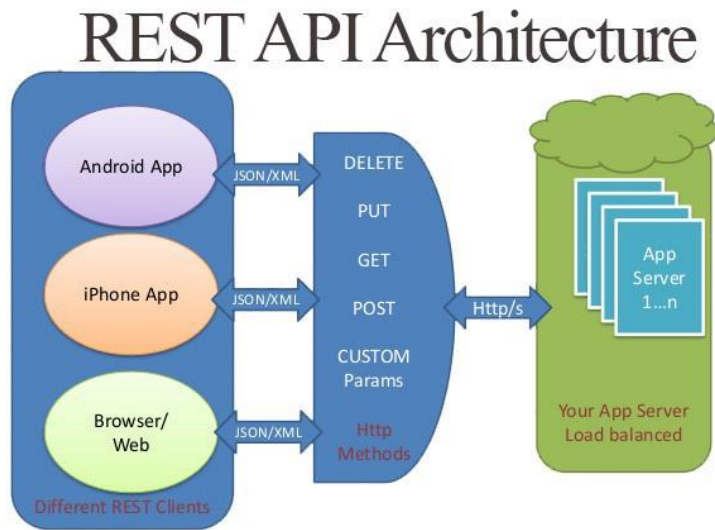 REST API Architecture
Android App
iPhone App
Browser/
Web
Different REST Clients
JSON/XML
JSON/XML
JSON/XML
DELETE
PUT
GET
POST
CUSTOM
Params
Http
Methods
Http/s
App
Server
1...n
Your App Server
Load balanced